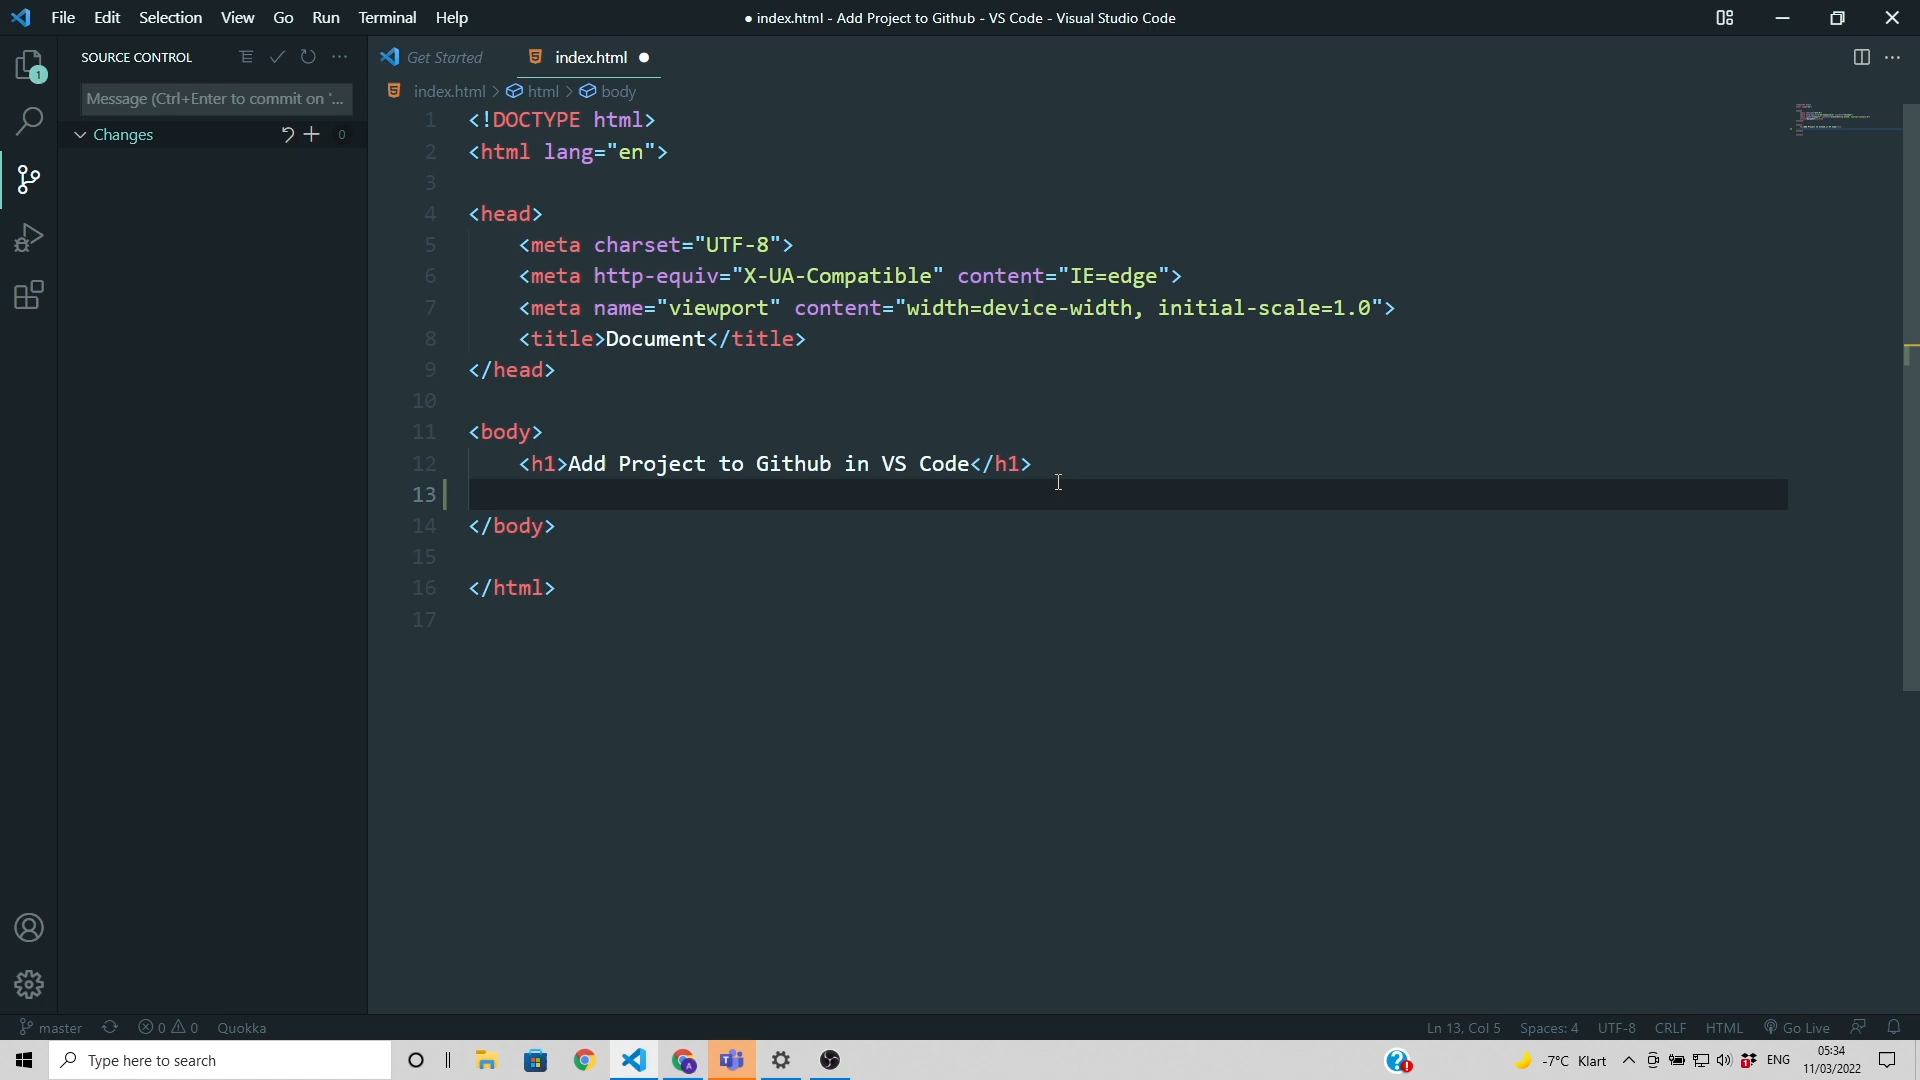 File Edit Selection View Go Run Terminal Help
● index.html - Add Project to Github - VS Code - Visual Studio Code
SOURCE CONTROL
1
Message (Ctrl+Enter to commit on '...
Changes 0
Get Started index.html
index.html > html > body
1 <!DOCTYPE html>
2 <html lang="en">
3
4 <head>
5 <meta charset="UTF-8">
6 <meta http-equiv="X-UA-Compatible" content="IE=edge">
7 <meta name="viewport" content="width=device-width, initial-scale=1.0">
8 <title>Document</title>
9 </head>
10
11 <body>
12 <h1>Add Project to Github in VS Code</h1>
13
14 </body>
15
16 </html>
17
master 0 0 Quokka
Ln 13, Col 5 Spaces: 4 UTF-8 CRLF HTML Go Live
Type here to search
-7°C Klart ENG
05:34
11/03/2022